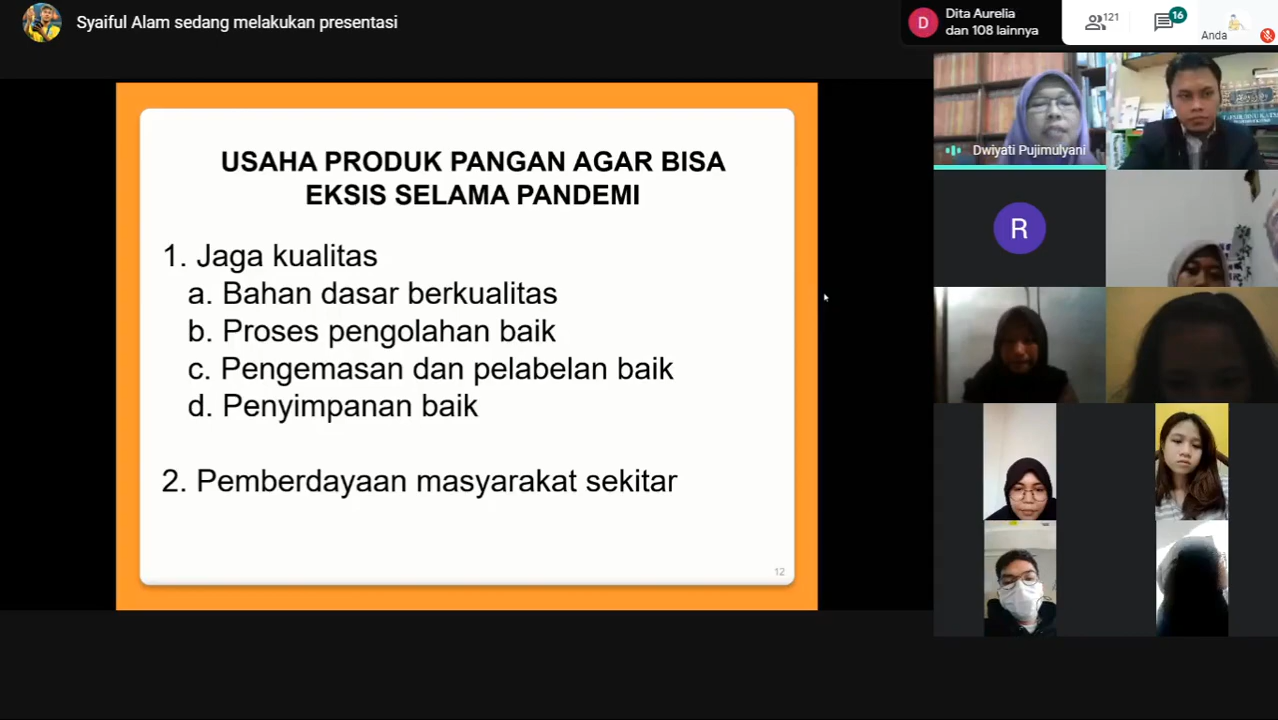 Syaiful Alam sedang melakukan presentasi
D
Dita Aurelia
dan 108 lainnya
121
16
Anda
USAHA PRODUK PANGAN AGAR BISA
EKSIS SELAMA PANDEMI
1. Jaga kualitas
a. Bahan dasar berkualitas
b. Proses pengolahan baik
c. Pengemasan dan pelabelan baik
d. Penyimpanan baik
2. Pemberdayaan masyarakat sekitar
12
Dwiyati Pujimulyani
R